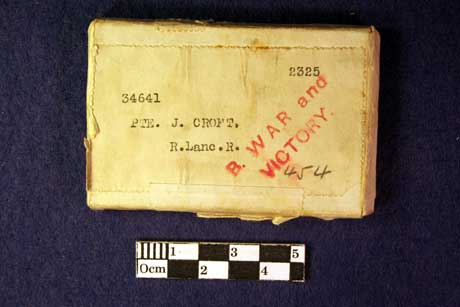 2325
34641
PTE. J. CROFT.
R.Lanc.R.
B. WAR and
VICTORY.
454
1 3 5
0cm 2 4